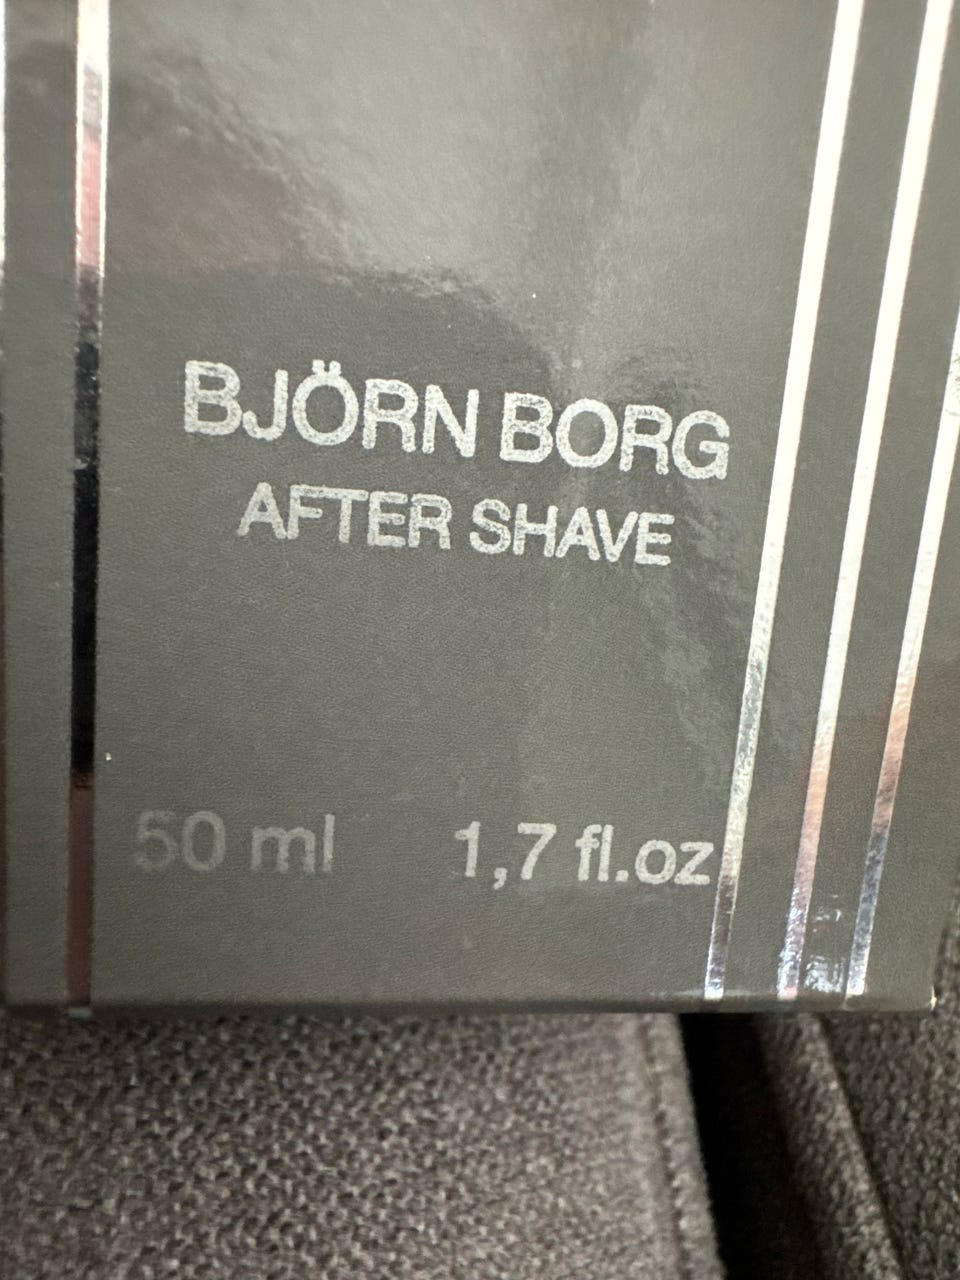 BJÖRN BORG
AFTER SHAVE
50 ml 1,7 fl.oz